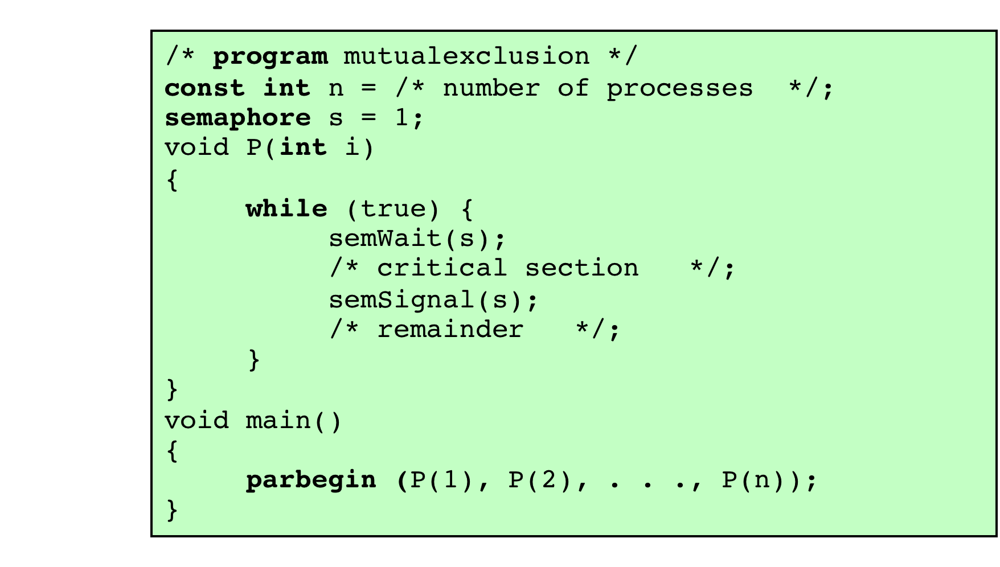 /* program mutualexclusion */
const int n = /* number of processes */;
semaphore s = 1;
void P(int i)
{
while (true) {
semWait(s);
/* critical section */;
semSignal(s);
/* remainder */;
}
}
void main()
{
parbegin (P(1), P(2), . . ., P(n));
}